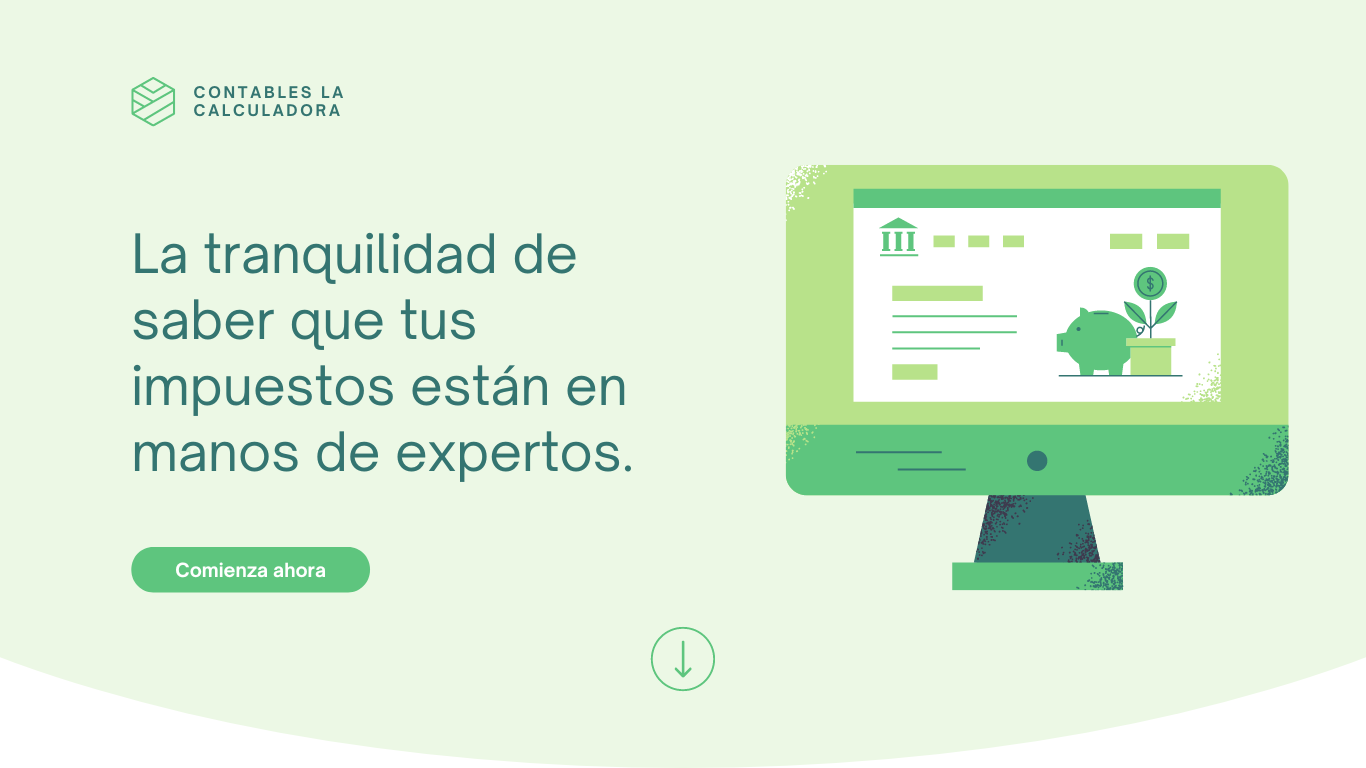 CONTABLES LA
CALCULADORA
La tranquilidad de
saber que tus
impuestos están en
manos de expertos.
$
Comienza ahora